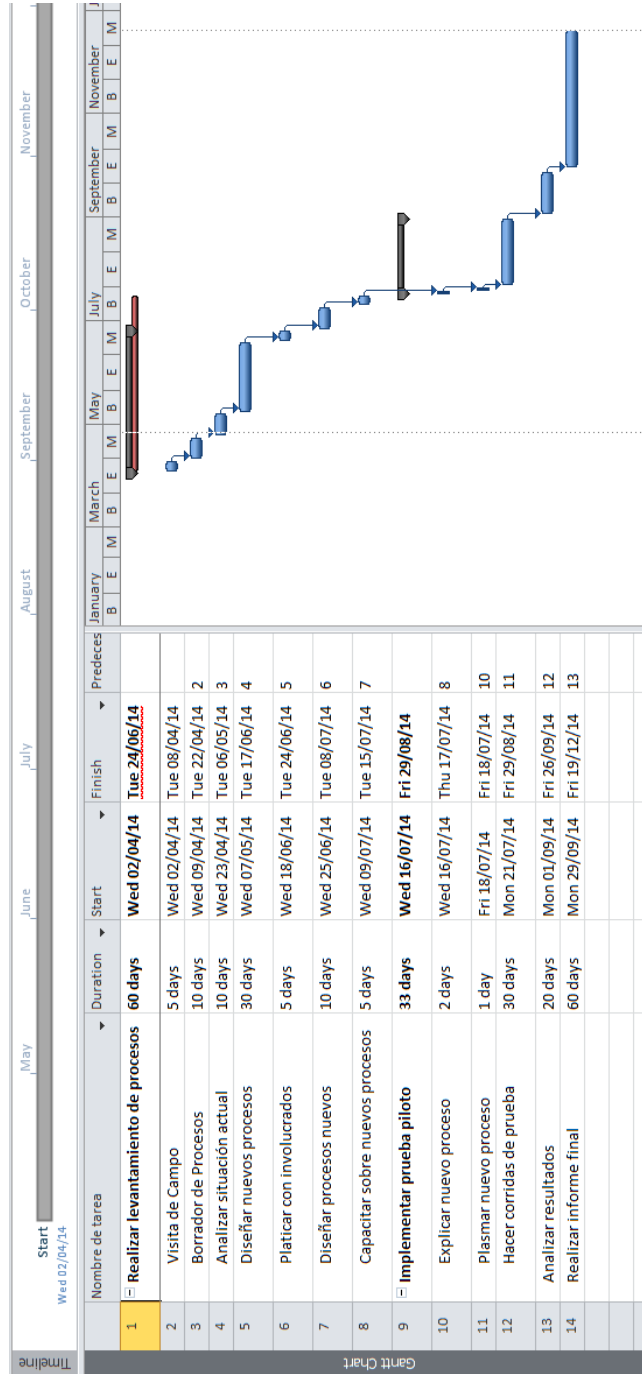 Timeline
Start
Wed 02/04/14
May June July August September October November
Gantt Chart
Nombre de tarea Duration Start Finish Predeces
January March May July September November
B E M B E M B E M B E M B E M B E M
1 Realizar levantamiento de procesos 60 days Wed 02/04/14 Tue 24/06/14
2 Visita de Campo 5 days Wed 02/04/14 Tue 08/04/14
3 Borrador de Procesos 10 days Wed 09/04/14 Tue 22/04/14 2
4 Analizar situación actual 10 days Wed 23/04/14 Tue 06/05/14 3
5 Diseñar nuevos procesos 30 days Wed 07/05/14 Tue 17/06/14 4
6 Platicar con involucrados 5 days Wed 18/06/14 Tue 24/06/14 5
7 Diseñar procesos nuevos 10 days Wed 25/06/14 Tue 08/07/14 6
8 Capacitar sobre nuevos procesos 5 days Wed 09/07/14 Tue 15/07/14 7
9 Implementar prueba piloto 33 days Wed 16/07/14 Fri 29/08/14
10 Explicar nuevo proceso 2 days Wed 16/07/14 Thu 17/07/14 8
11 Plasmar nuevo proceso 1 day Fri 18/07/14 Fri 18/07/14 10
12 Hacer corridas de prueba 30 days Mon 21/07/14 Fri 29/08/14 11
13 Analizar resultados 20 days Mon 01/09/14 Fri 26/09/14 12
14 Realizar informe final 60 days Mon 29/09/14 Fri 19/12/14 13